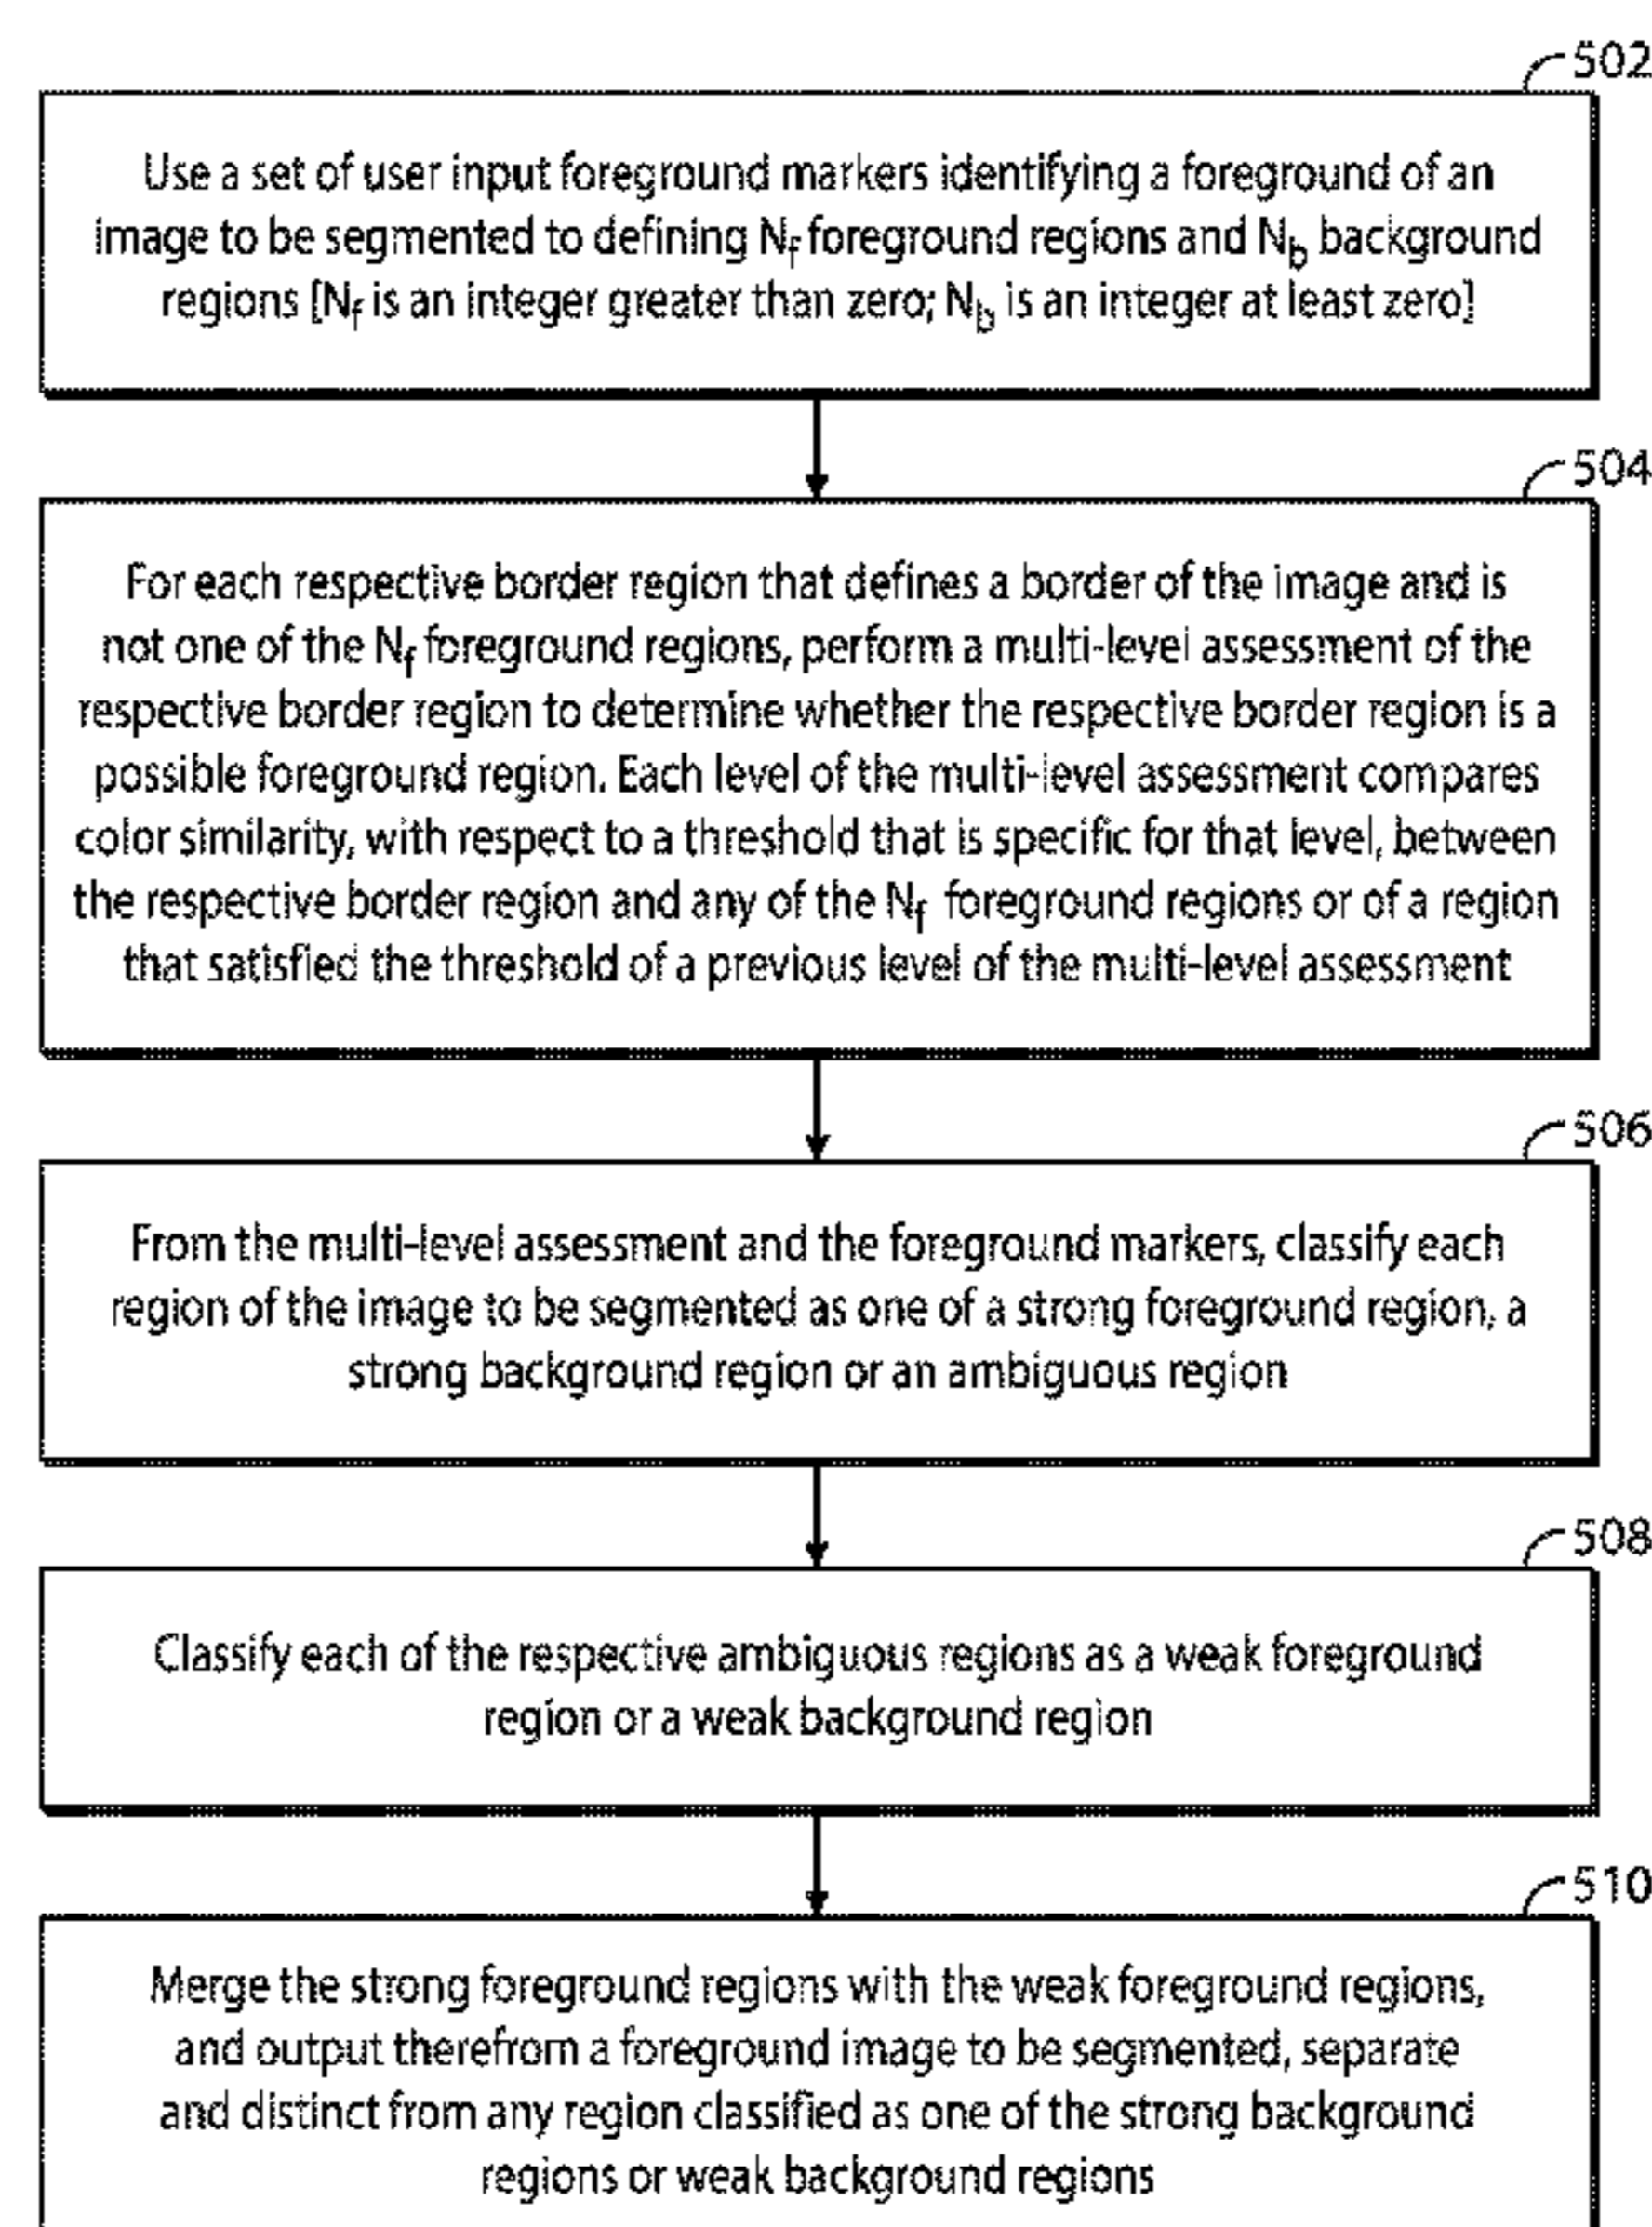 502
Use a set of user input foreground markers identifying a foreground of an
image to be segmented to defining Nf foreground regions and Nb background
regions [Nf is an integer greater than zero; Nb is an integer at least zero]
504
For each respective border region that defines a border of the image and is
not one of the Nf foreground regions, perform a multi-level assessment of the
respective border region to determine whether the respective border region is a
possible foreground region. Each level of the multi-level assessment compares
color similarity, with respect to a threshold that is specific for that level, between
the respective border region and any of the Nf foreground regions or of a region
that satisfied the threshold of a previous level of the multi-level assessment
506
From the multi-level assessment and the foreground markers, classify each
region of the image to be segmented as one of a strong foreground region, a
strong background region or an ambiguous region
508
Classify each of the respective ambiguous regions as a weak foreground
region or a weak background region
510
Merge the strong foreground regions with the weak foreground regions,
and output therefrom a foreground image to be segmented, separate
and distinct from any region classified as one of the strong background
regions or weak background regions